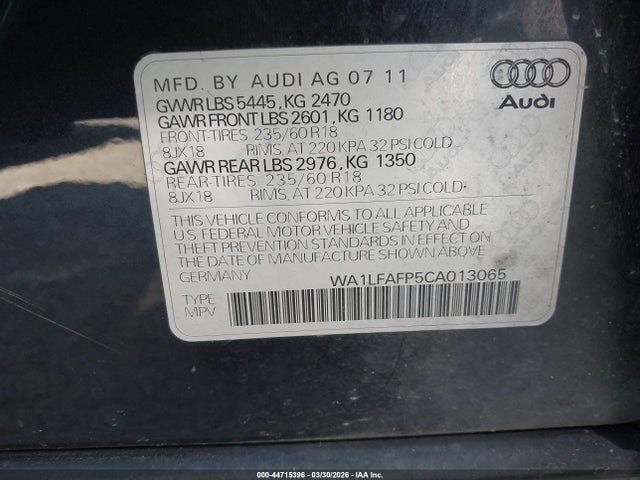 MFD. BY AUDI AG 07 11
GVWR LBS 5445, KG 2470
GAWR FRONT LBS 2601, KG 1180
FRONT-TIRES 235/60 R18
8JX18 RIMS, AT 220 KPA 32 PSI COLD
GAWR REAR LBS 2976, KG 1350
REAR-TIRES 235/60 R18
8JX18 RIMS, AT 220 KPA 32 PSI COLD.
THIS VEHICLE CONFORMS TO ALL APPLICABLE
U.S. FEDERAL MOTOR VEHICLE SAFETY AND
THEFT PREVENTION STANDARDS IN EFFECT ON
THE DATE OF MANUFACTURE SHOWN ABOVE.
GERMANY WA1LFAFP5CA013065
TYPE
MPV
Audi
000-44715396 - 03/30/2026 - IAA Inc.